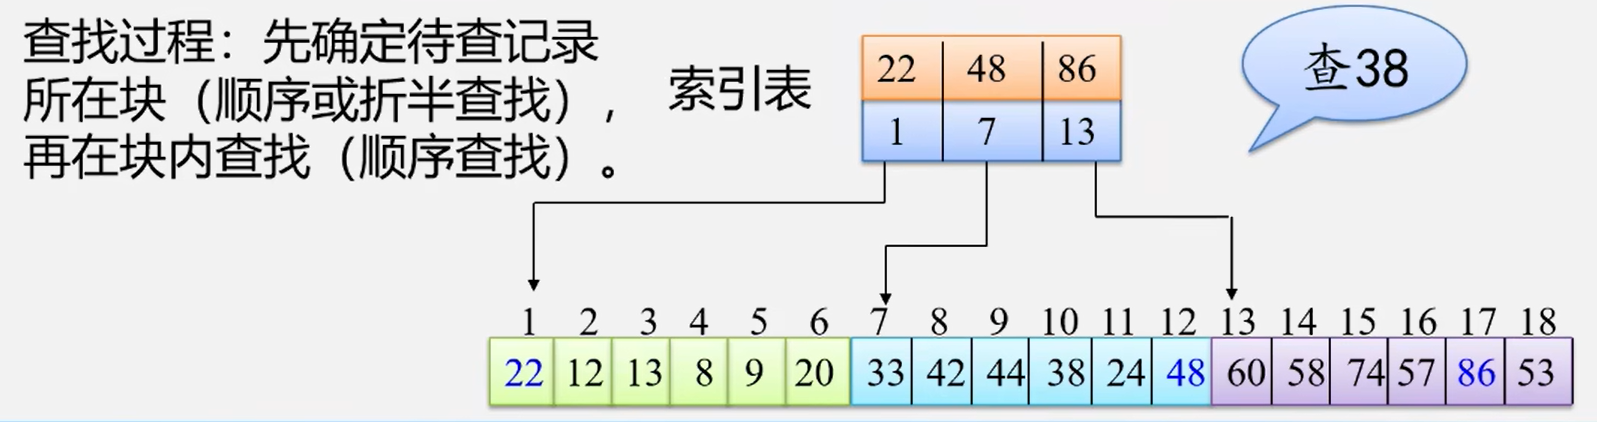 查找过程：先确定待查记录
所在块（顺序或折半查找），
再在块内查找（顺序查找）。
索引表
22 48 86
1 7 13
查38
1 2 3 4 5 6 7 8 9 10 11 12 13 14 15 16 17 18
22 12 13 8 9 20 33 42 44 38 24 48 60 58 74 57 86 53